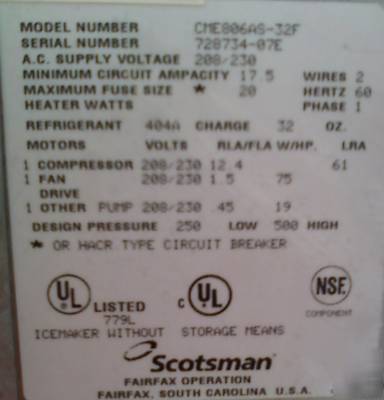 MODEL NUMBER CME806AS-32F
SERIAL NUMBER 728734-07E
A.C. SUPPLY VOLTAGE 208/230
MINIMUM CIRCUIT AMPACITY 17.5 WIRES 2
MAXIMUM FUSE SIZE * 20 HERTZ 60
HEATER WATTS PHASE 1
REFRIGERANT 404A CHARGE 32 OZ.
MOTORS VOLTS RLA/FLA W/HP. LRA
1 COMPRESSOR 208/230 12.4 61
1 FAN 208/230 1.5 75
DRIVE
1 OTHER PUMP 208/230 .45 19
DESIGN PRESSURE 250 LOW 500 HIGH
* OR HACR TYPE CIRCUIT BREAKER
UL LISTED C UL NSF
779L COMPONENT
ICEMAKER WITHOUT STORAGE MEANS
Scotsman
FAIRFAX OPERATION
FAIRFAX, SOUTH CAROLINA U.S.A.